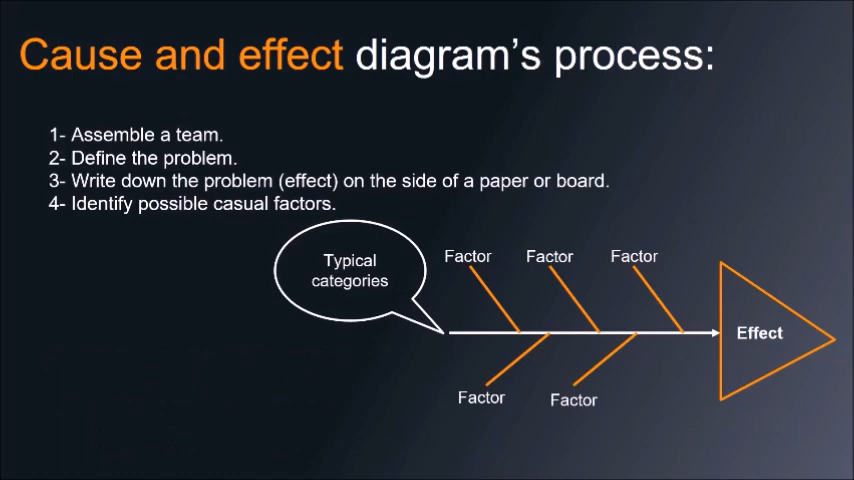 Cause and effect diagram's process:
1- Assemble a team.
2- Define the problem.
3- Write down the problem (effect) on the side of a paper or board.
4- Identify possible casual factors.
Typical
categories
Factor
Factor
Factor
Effect
Factor
Factor